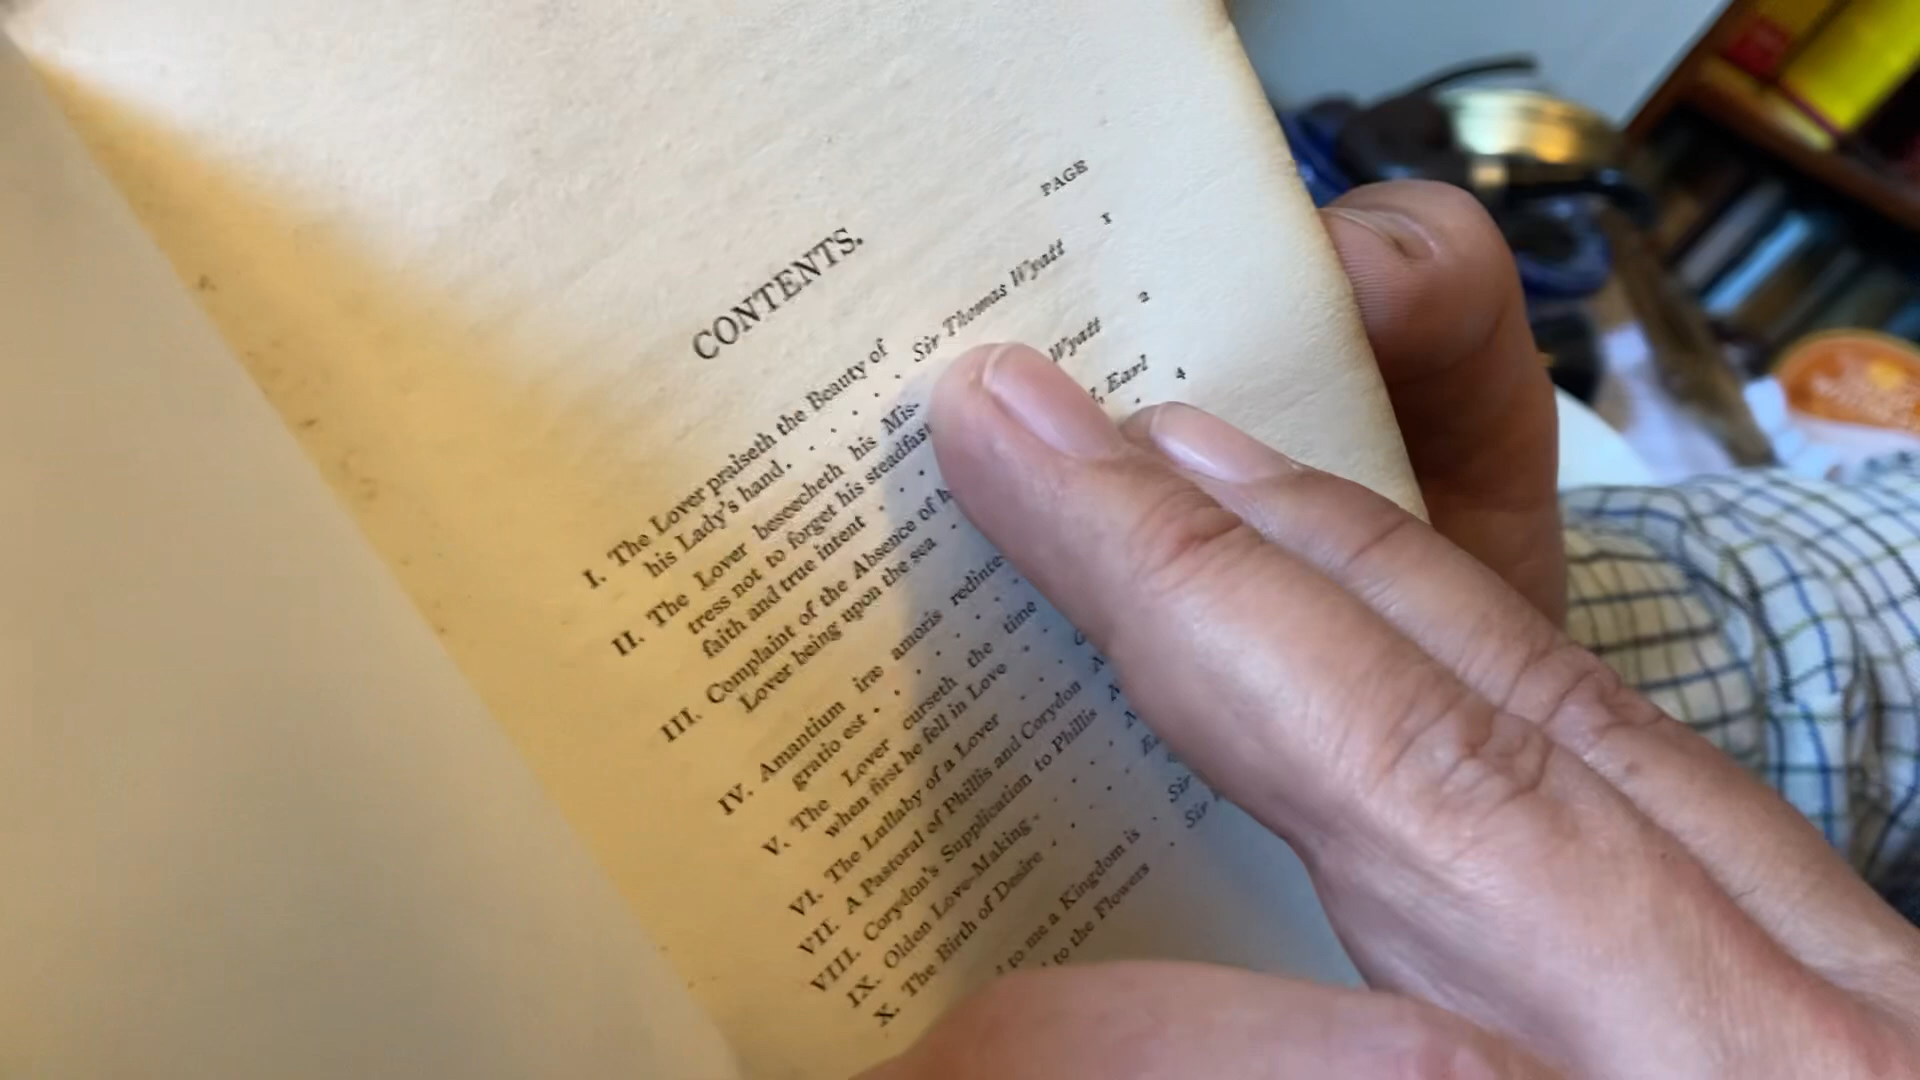 CONTENTS.
PAGE
I. The Lover praiseth the Beauty of
his Lady's hand. . . . . . Sir Thomas Wyatt 1
II. The Lover beseecheth his Mis-
tress not to forget his steadfast
faith and true intent . . . Wyatt 2
III. Complaint of the Absence of
Lover being upon the sea . Earl . 4
IV. Amantium iræ amoris redinte
gratio est . . . . . . .
V. The Lover curseth the time
when first he fell in Love . .
VI. The Lullaby of a Lover . . G
VII. A Pastoral of Phillis and Corydon N
VIII. Corydon's Supplication to Phillis N
IX. Olden Love-Making . . . . N
X. The Birth of Desire . . . . E
to me a Kingdom is . Sir
to the Flowers . Sir